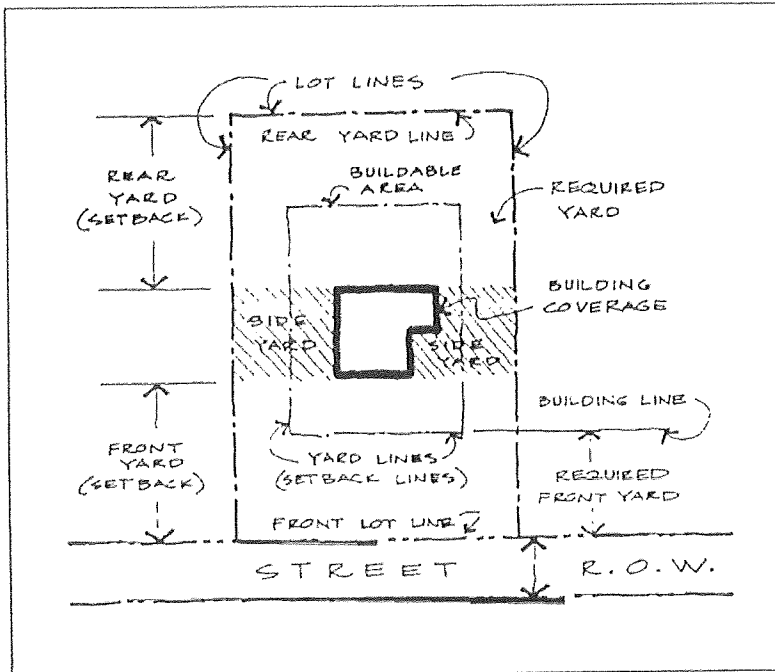 LOT LINES
REAR YARD LINE
REAR
YARD
(SETBACK)
BUILDABLE
AREA
REQUIRED
YARD
BUILDING
COVERAGE
SIDE
YARD
SIDE
YARD
BUILDING LINE
FRONT
YARD
(SETBACK)
YARD LINES
(SETBACK LINES)
REQUIRED
FRONT YARD
FRONT LOT LINE
STREET
R.O.W.